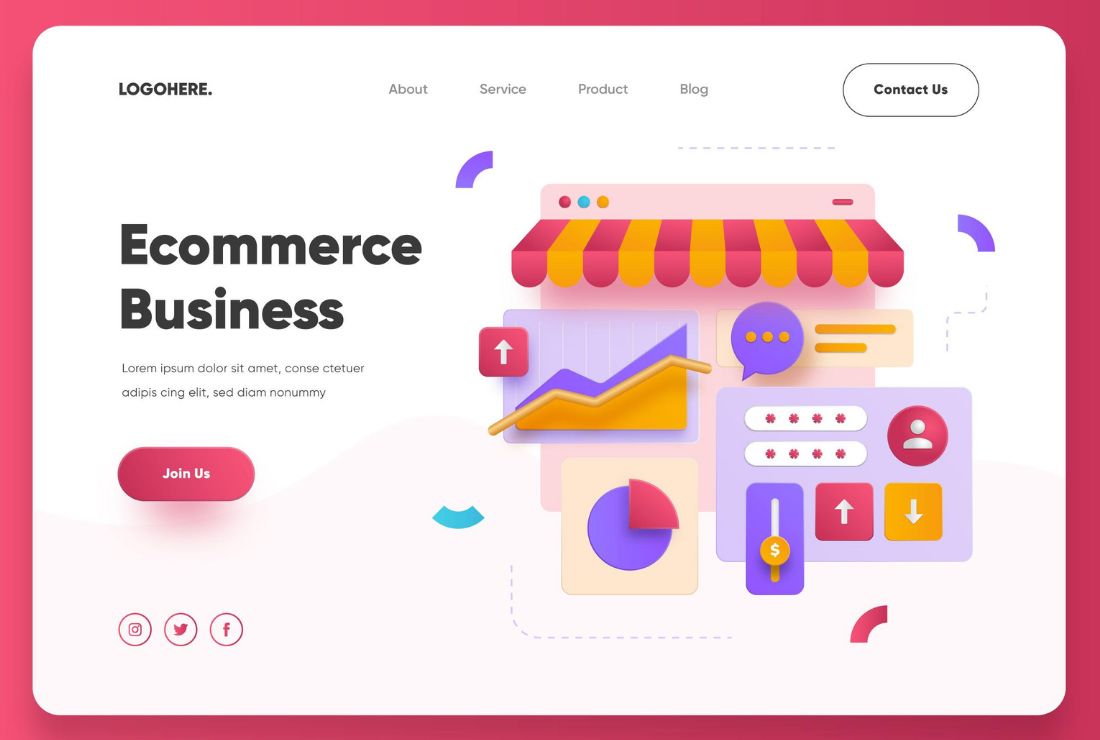 LOGOHERE.
About
Service
Product
Blog
Contact Us
Ecommerce
Business
Lorem ipsum dolor sit amet, conse ctetuer
adipis cing elit, sed diam nonummy
Join Us
$